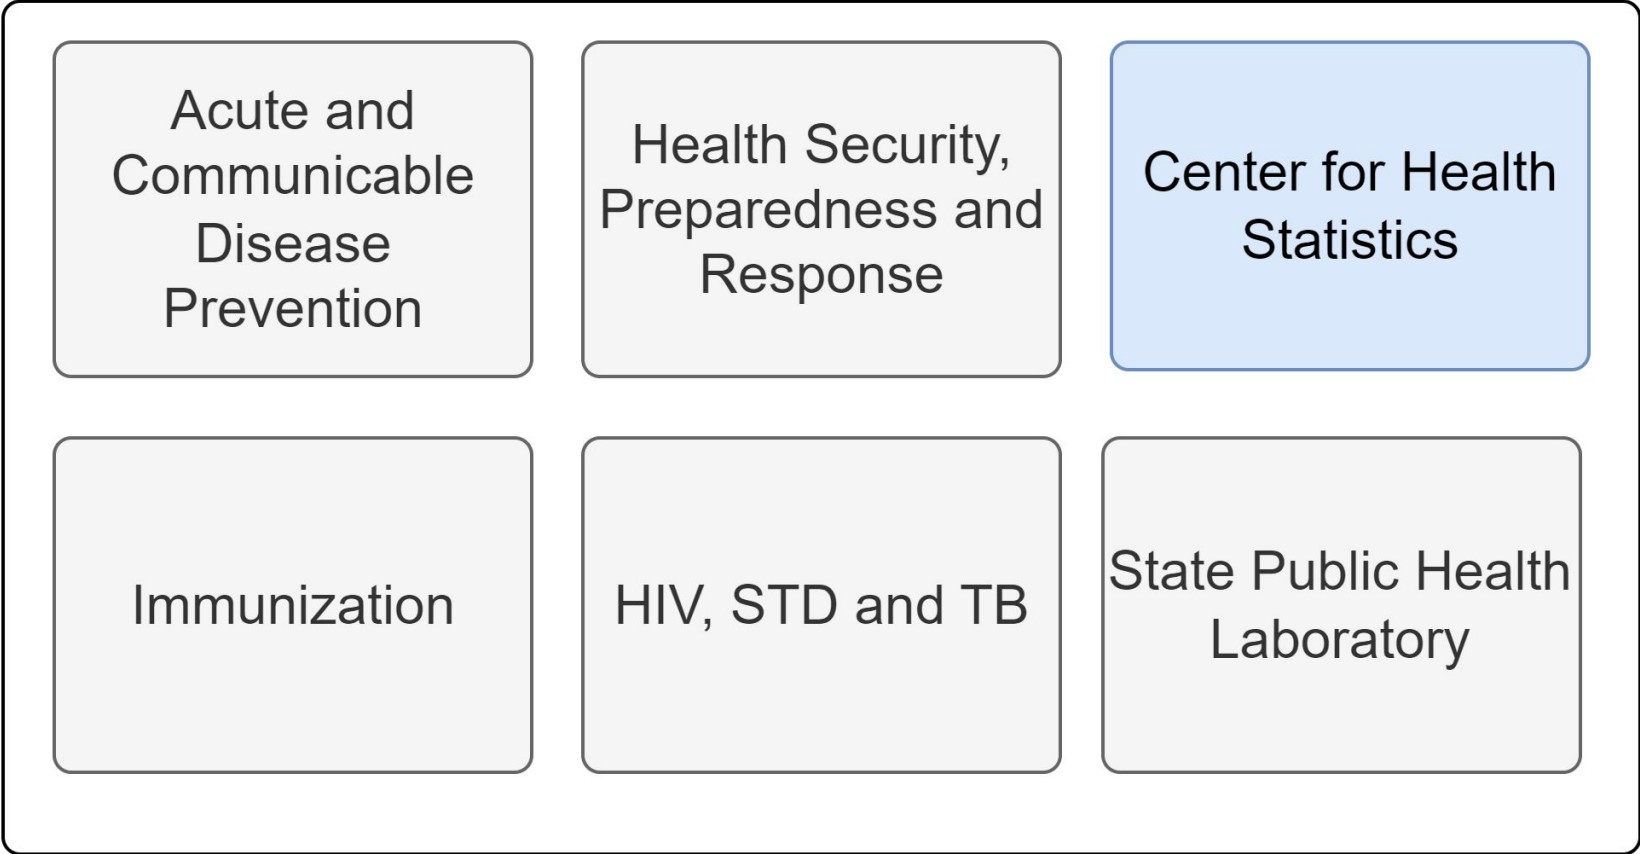 Acute and
Communicable
Disease
Prevention
Health Security,
Preparedness and
Response
Center for Health
Statistics
Immunization
HIV, STD and TB
State Public Health
Laboratory